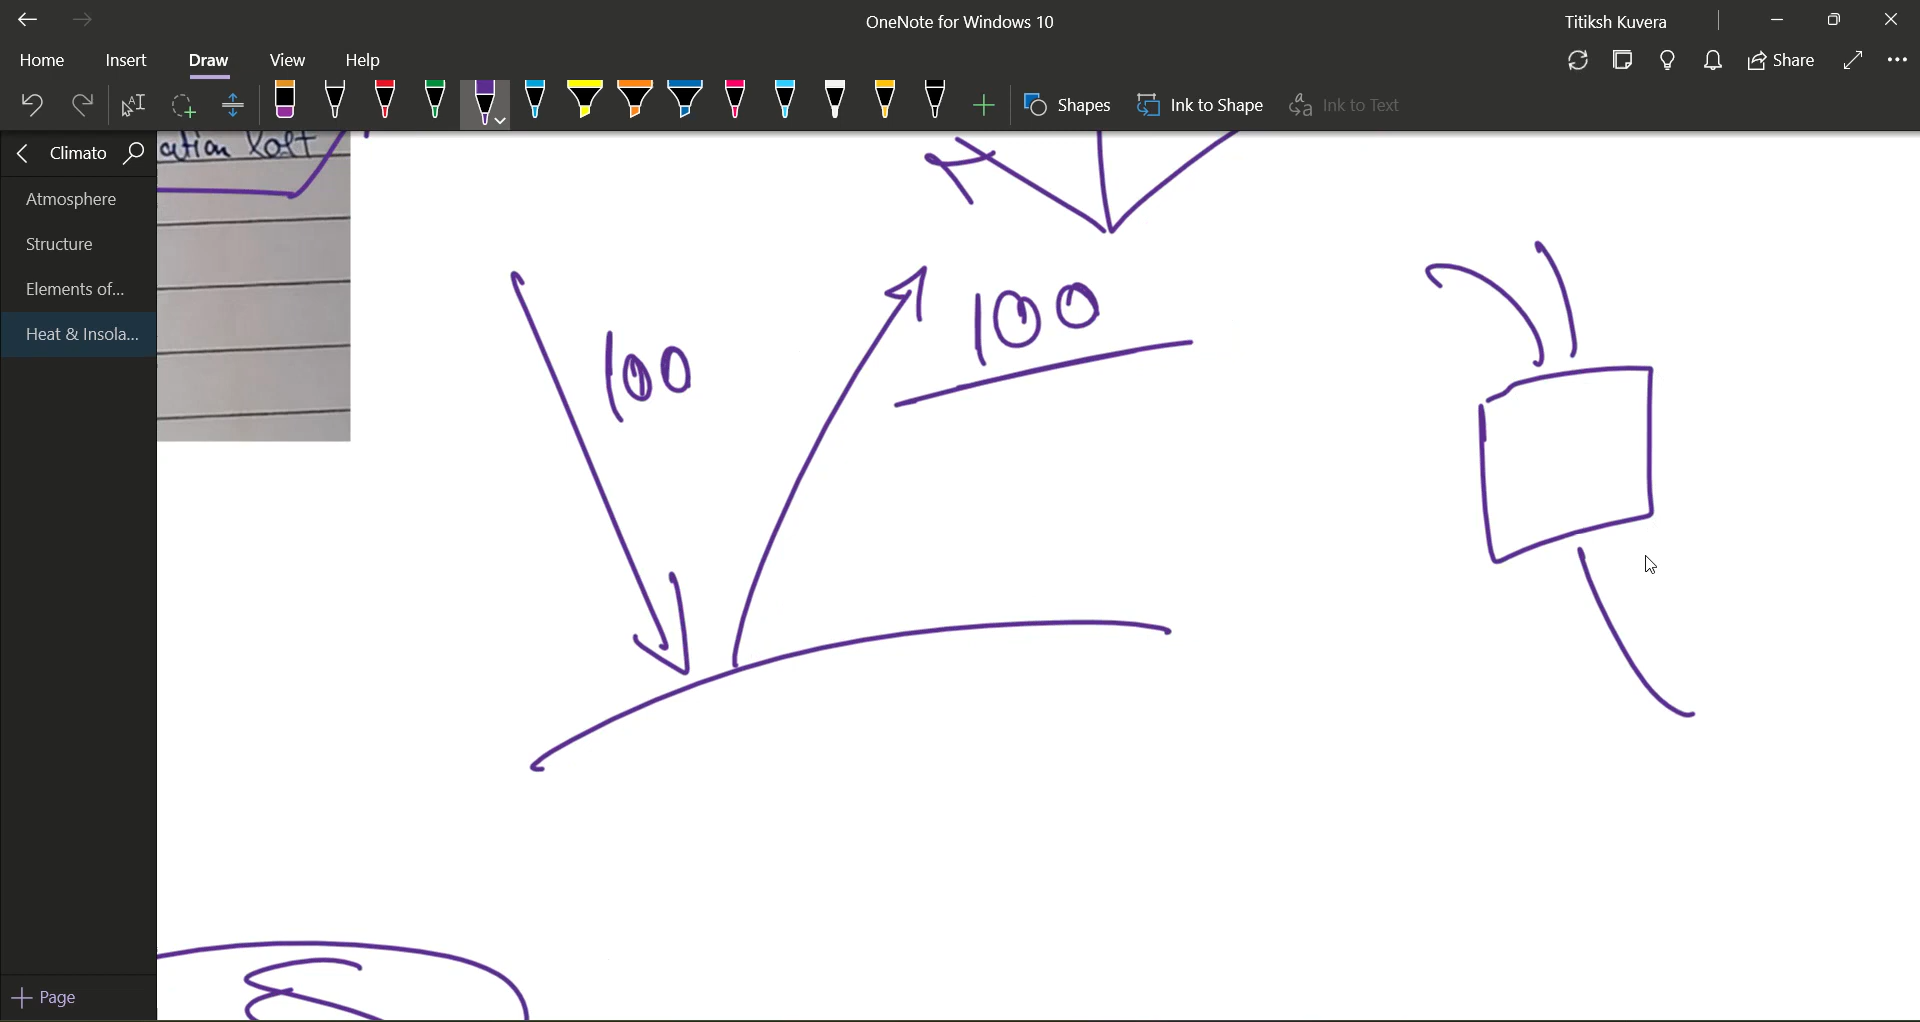 OneNote for Windows 10
Titiksh Kuvera
Home Insert Draw View Help
Share
Shapes Ink to Shape Ink to Text
Climato
Atmosphere
Structure
Elements of...
Heat & Insola...
Page
100
100